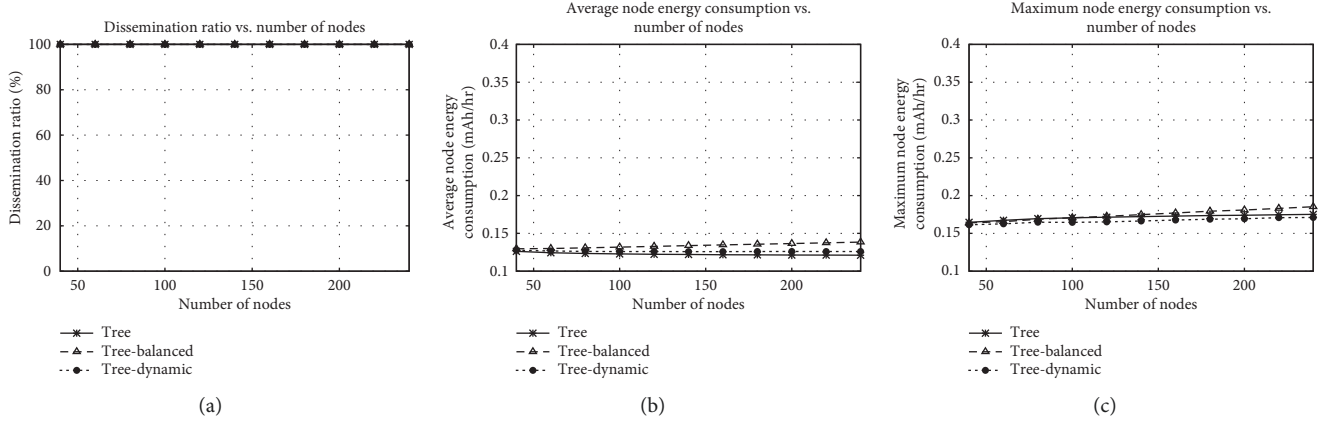 Dissemination ratio vs. number of nodes
100
80
60
40
20
0
Dissemination ratio (%)
50
100
150
200
Number of nodes
Tree
Tree-balanced
Tree-dynamic
(a)
Average node energy consumption vs.
number of nodes
0.4
0.35
0.3
0.25
0.2
0.15
0.1
Average node energy
consumption (mAh/hr)
50
100
150
200
Number of nodes
Tree
Tree-balanced
Tree-dynamic
(b)
Maximum node energy consumption vs.
number of nodes
0.4
0.35
0.3
0.25
0.2
0.15
0.1
Maximum node energy
consumption (mAh/hr)
50
100
150
200
Number of nodes
Tree
Tree-balanced
Tree-dynamic
(c)